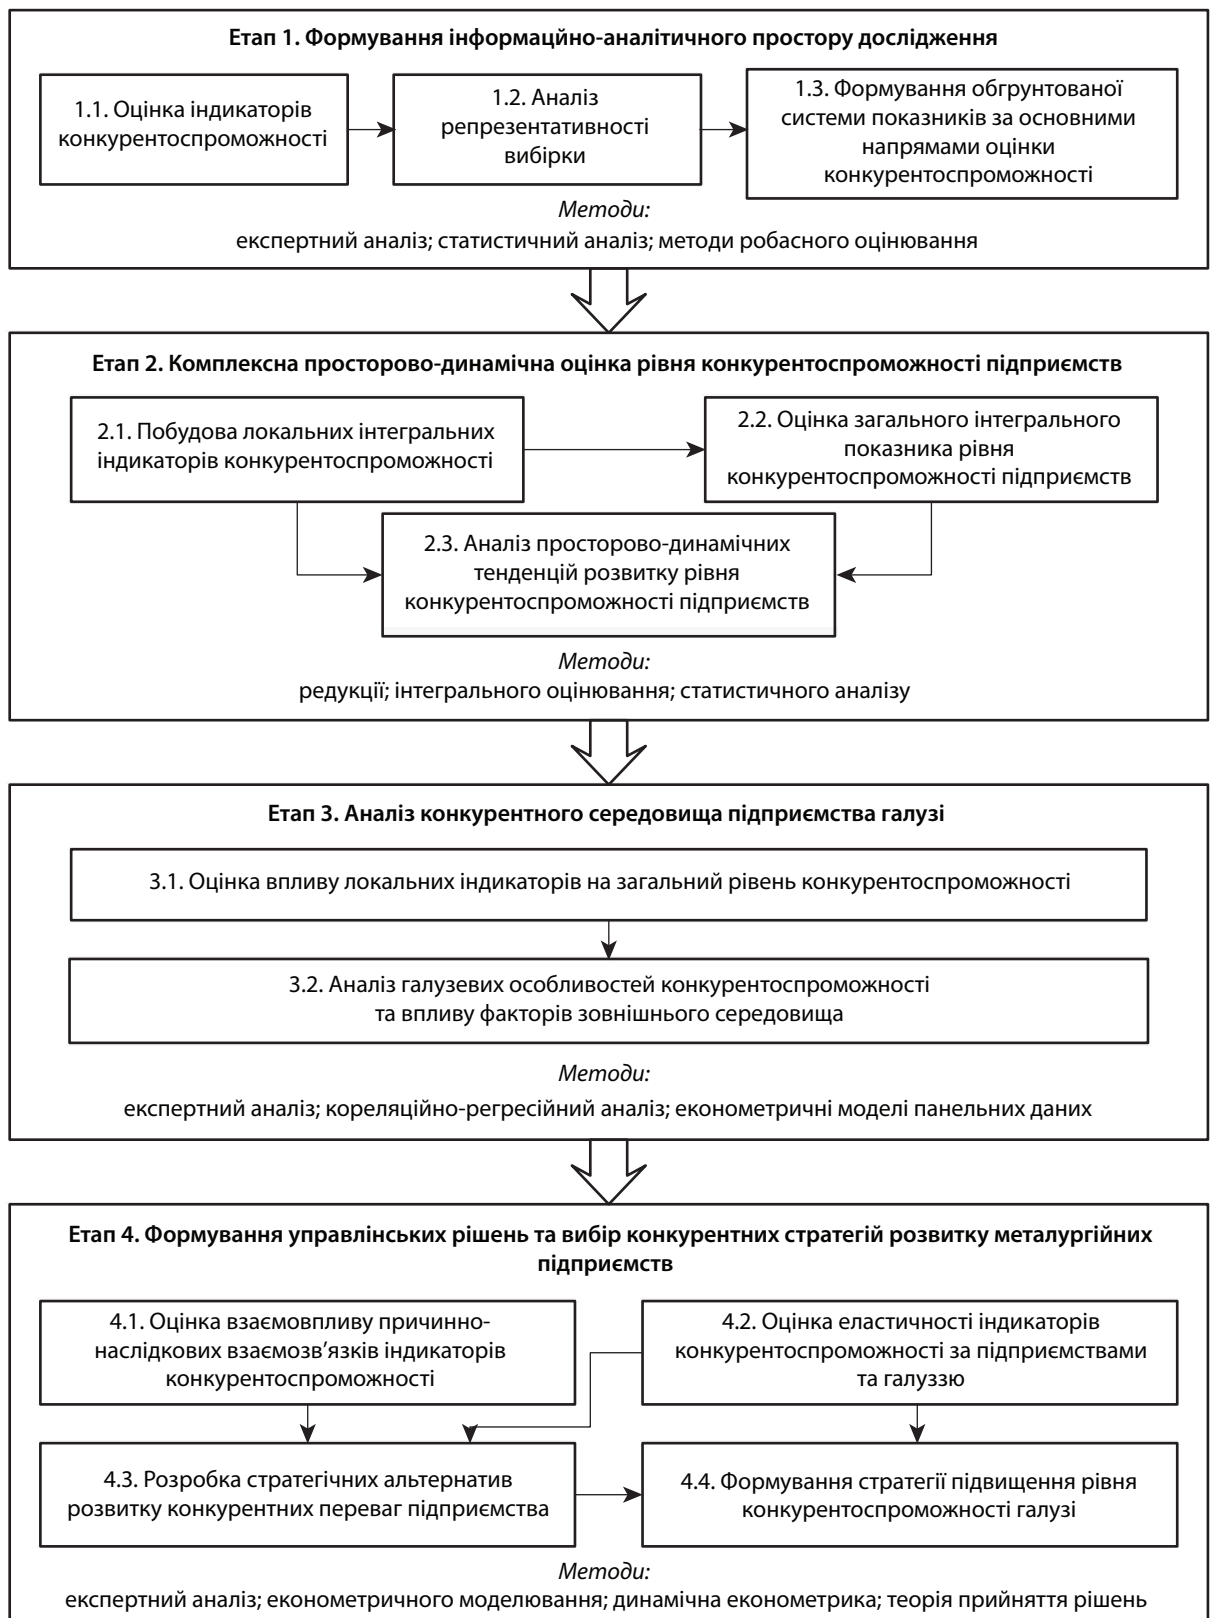 Етап 1. Формування інформаційно-аналітичного простору дослідження
1.1. Оцінка індикаторів
конкурентоспроможності
1.2. Аналіз
репрезентативності
вибірки
1.3. Формування обгрунтованої
системи показників за основними
напрямами оцінки
конкурентоспроможності
Методи:
експертний аналіз; статистичний аналіз; методи робасного оцінювання
Етап 2. Комплексна просторово-динамічна оцінка рівня конкурентоспроможності підприємств
2.1. Побудова локальних інтегральних
індикаторів конкурентоспроможності
2.2. Оцінка загального інтегрального
показника рівня
конкурентоспроможності підприємств
2.3. Аналіз просторово-динамічних
тенденцій розвитку рівня
конкурентоспроможності підприємств
Методи:
редукції; інтегрального оцінювання; статистичного аналізу
Етап 3. Аналіз конкурентного середовища підприємства галузі
3.1. Оцінка впливу локальних індикаторів на загальний рівень конкурентоспроможності
3.2. Аналіз галузевих особливостей конкурентоспроможності
та впливу факторів зовнішнього середовища
Методи:
експертний аналіз; кореляційно-регресійний аналіз; економетричні моделі панельних даних
Етап 4. Формування управлінських рішень та вибір конкурентних стратегій розвитку металургійних
підприємств
4.1. Оцінка взаємовпливу причинно-
наслідкових взаємозв'язків індикаторів
конкурентоспроможності
4.2. Оцінка еластичності індикаторів
конкурентоспроможності за підприємствами
та галуззю
4.3. Розробка стратегічних альтернатив
розвитку конкурентних переваг підприємства
4.4. Формування стратегії підвищення рівня
конкурентоспроможності галузі
Методи:
експертний аналіз; економетричного моделювання; динамічна економетрика; теорія прийняття рішень